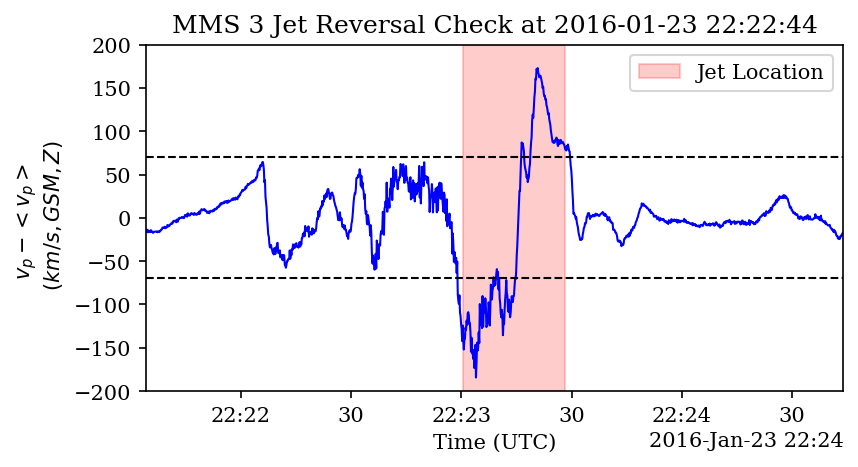 MMS 3 Jet Reversal Check at 2016-01-23 22:22:44
200
150
100
50
0
−50
−100
−150
−200
v_p − < v_p >
(km/s, GSM, Z)
Jet Location
22:22
30
22:23
30
22:24
30
Time (UTC)
2016-Jan-23 22:24